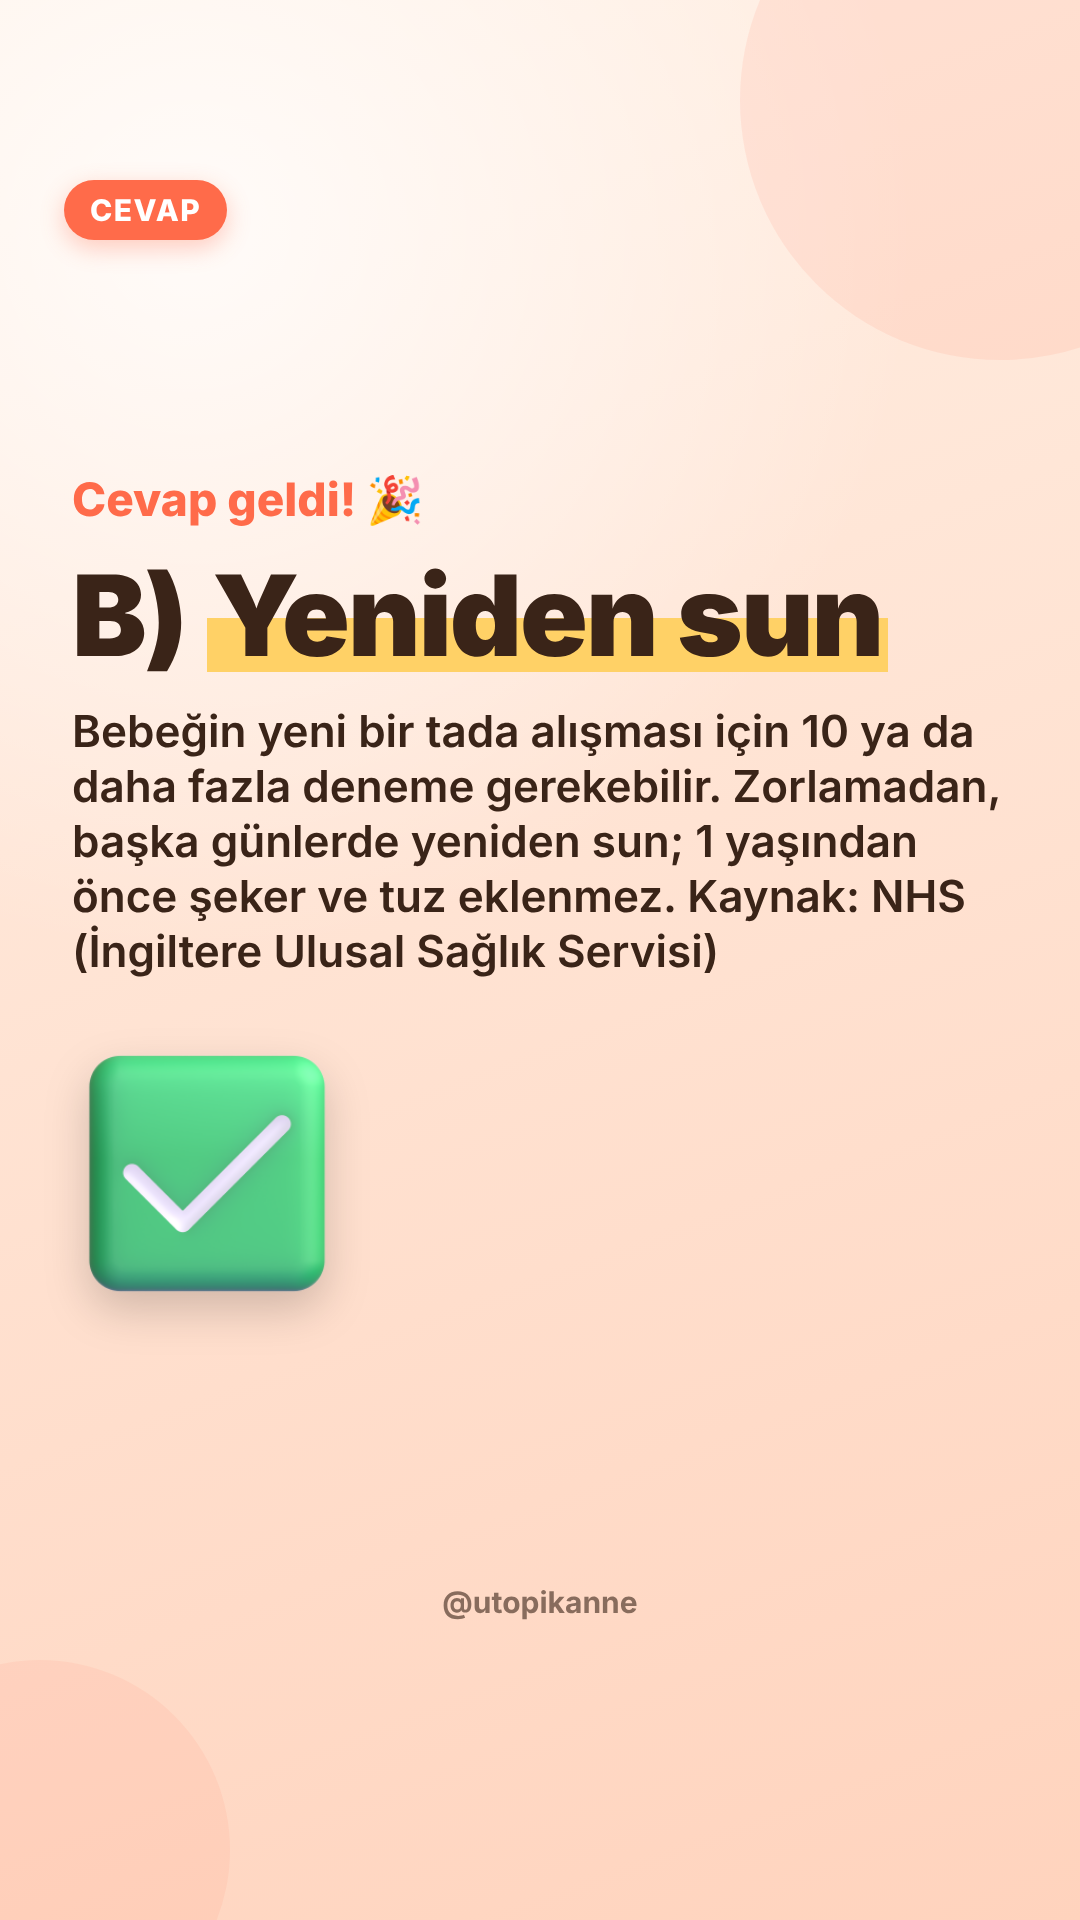 CEVAP
Cevap geldi! 🎉
B) Yeniden sun
Bebeğin yeni bir tada alışması için 10 ya da
daha fazla deneme gerekebilir. Zorlamadan,
başka günlerde yeniden sun; 1 yaşından
önce şeker ve tuz eklenmez. Kaynak: NHS
(İngiltere Ulusal Sağlık Servisi)
@utopikanne